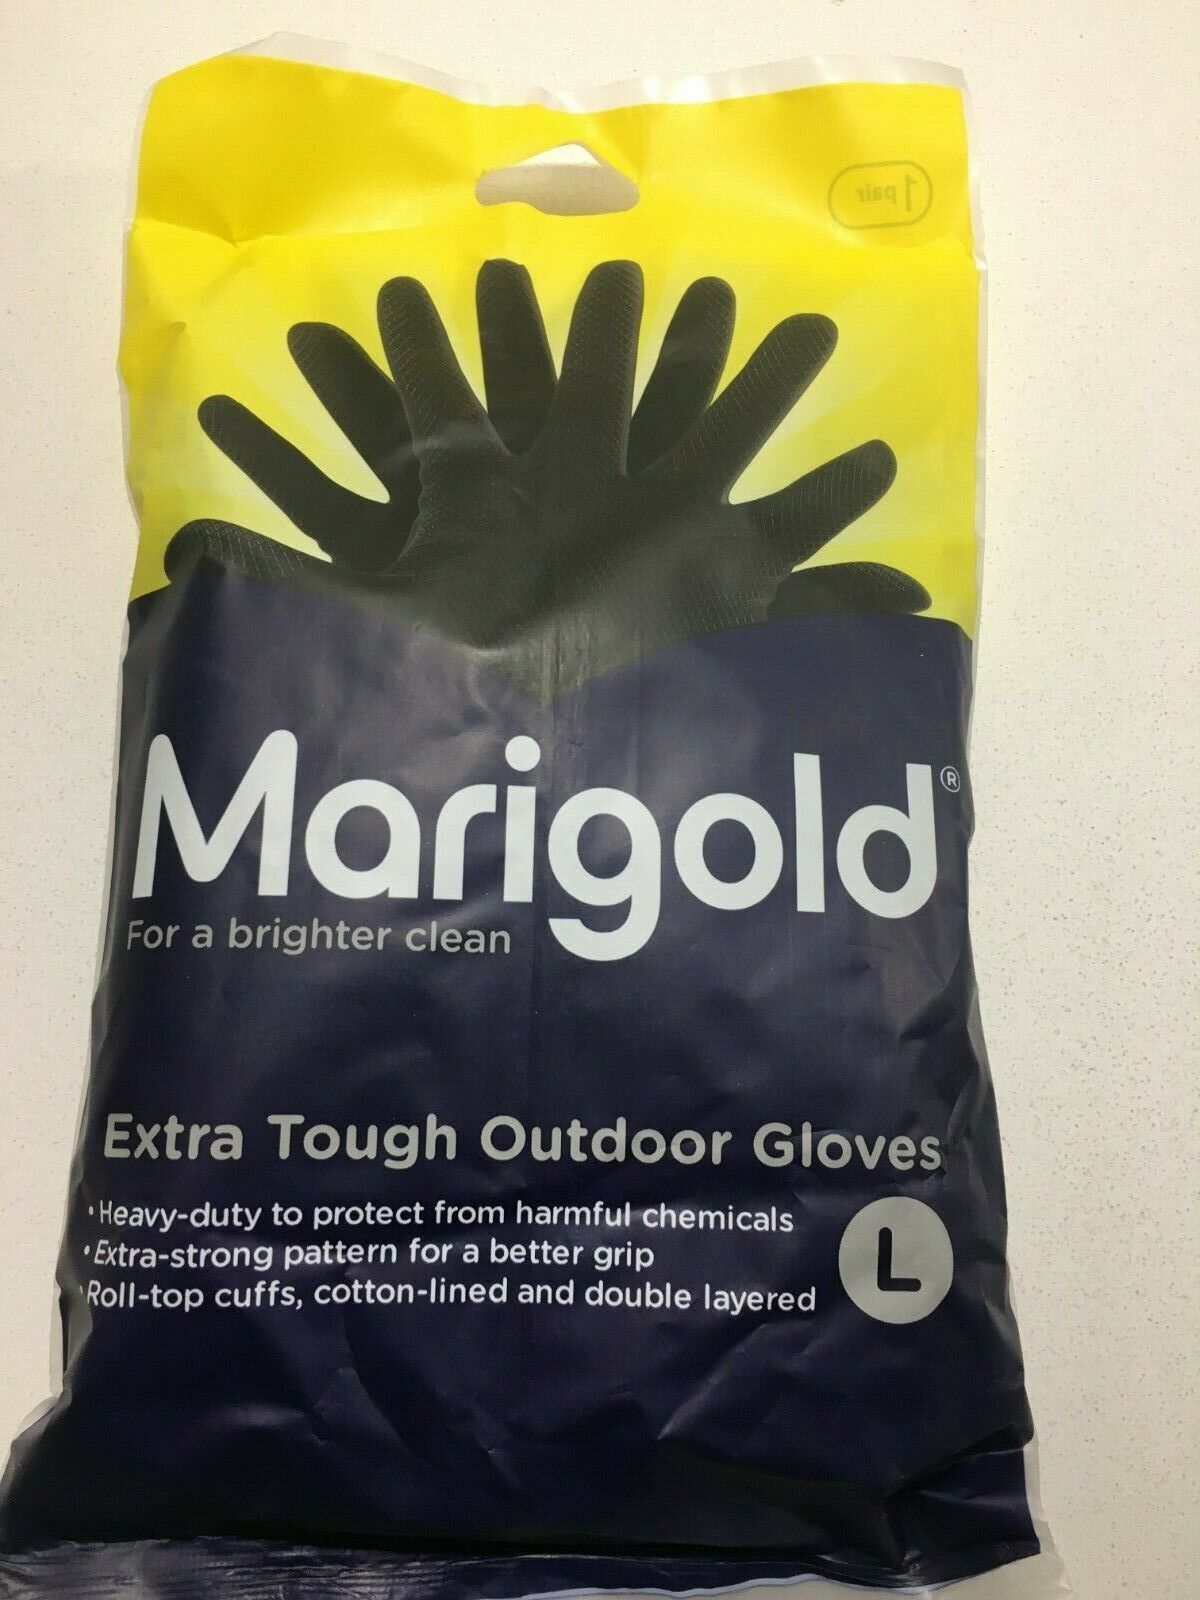 1 pair
Marigold®
For a brighter clean
Extra Tough Outdoor Gloves
• Heavy-duty to protect from harmful chemicals
• Extra-strong pattern for a better grip
• Roll-top cuffs, cotton-lined and double layered
L